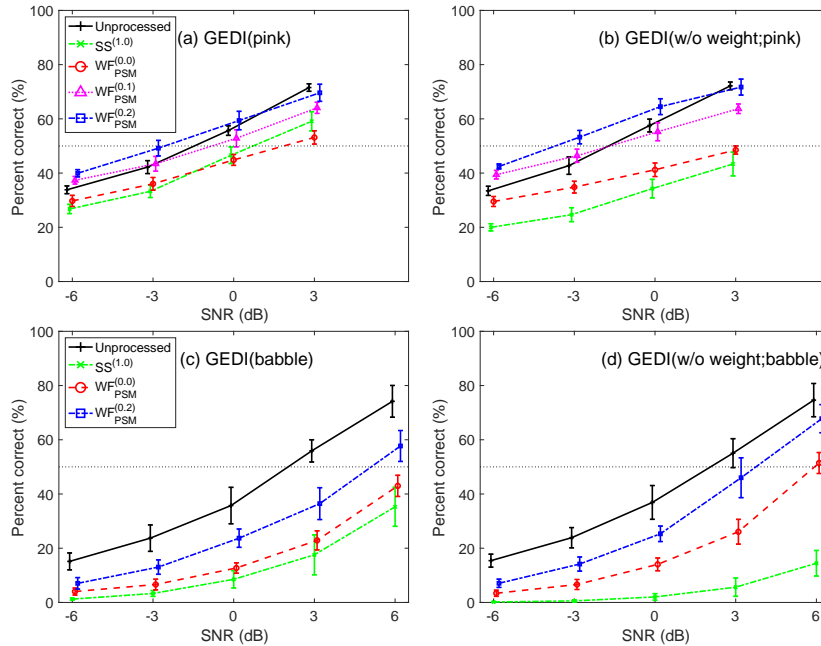 100
80
60
40
20
0
Percent correct (%)
-6 -3 0 3
SNR (dB)
(a) GEDI(pink)
Unprocessed
SS(1.0)
WF(0.0)PSM
WF(0.1)PSM
WF(0.2)PSM
100
80
60
40
20
0
Percent correct (%)
-6 -3 0 3
SNR (dB)
(b) GEDI(w/o weight;pink)
100
80
60
40
20
0
Percent correct (%)
-6 -3 0 3 6
SNR (dB)
(c) GEDI(babble)
Unprocessed
SS(1.0)
WF(0.0)PSM
WF(0.2)PSM
100
80
60
40
20
0
Percent correct (%)
-6 -3 0 3 6
SNR (dB)
(d) GEDI(w/o weight;babble)